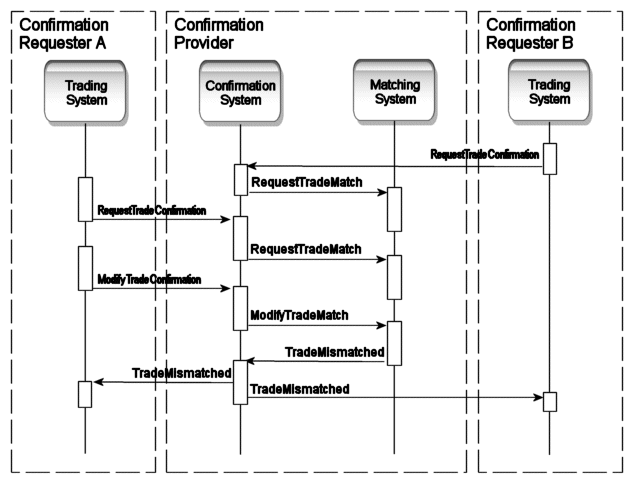 Confirmation
Requester A
Confirmation
Provider
Confirmation
Requester B
Trading
System
Confirmation
System
Matching
System
Trading
System
RequestTradeConfirmation
RequestTradeMatch
RequestTradeConfirmation
RequestTradeMatch
ModifyTradeConfirmation
ModifyTradeMatch
TradeMismatched
TradeMismatched
TradeMismatched